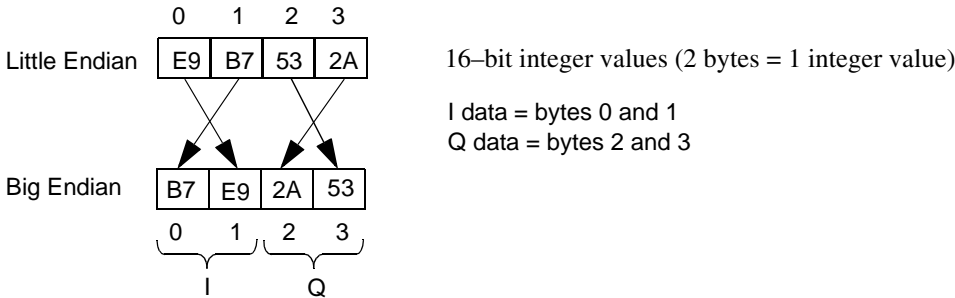 0 1 2 3
Little Endian E9 B7 53 2A
16–bit integer values (2 bytes = 1 integer value)
I data = bytes 0 and 1
Q data = bytes 2 and 3
Big Endian B7 E9 2A 53
0 1 2 3
I Q